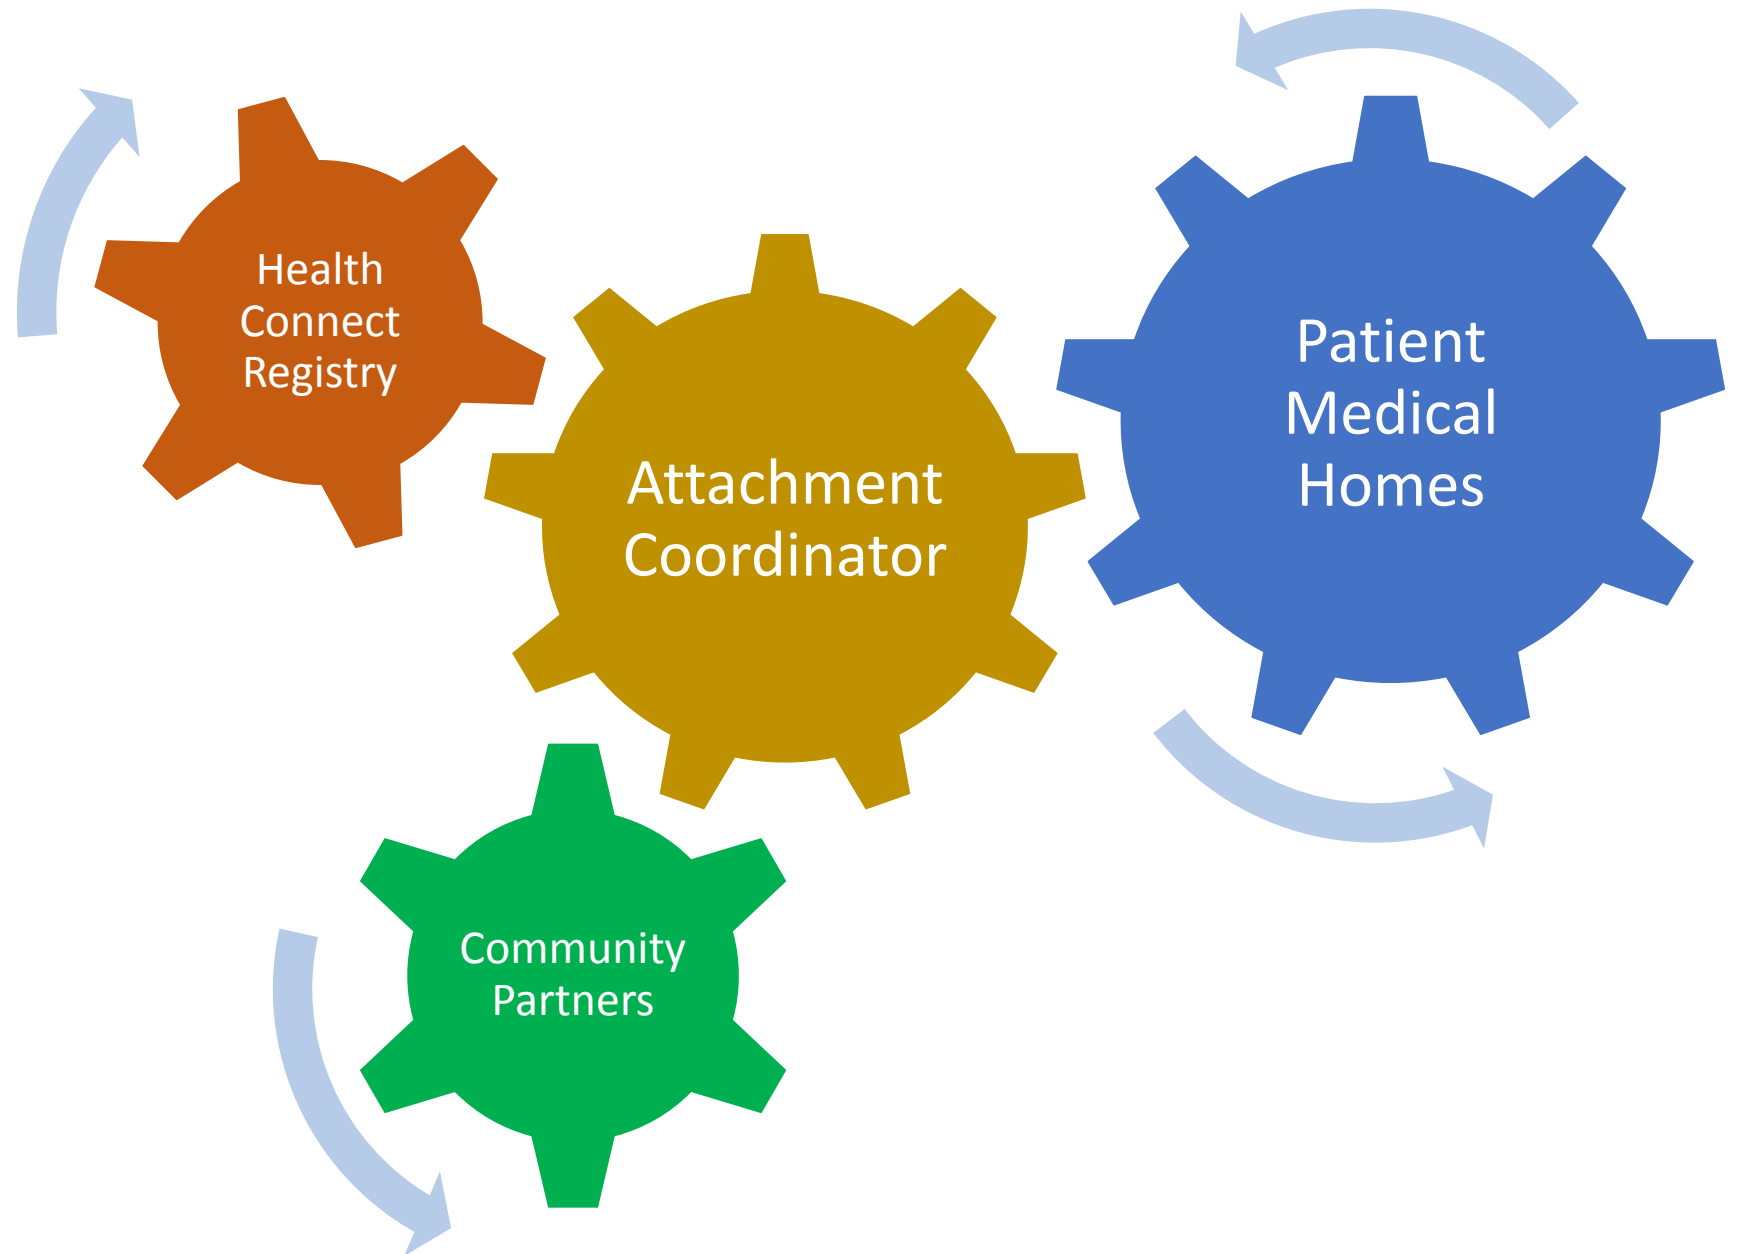 Health
Connect
Registry
Attachment
Coordinator
Patient
Medical
Homes
Community
Partners